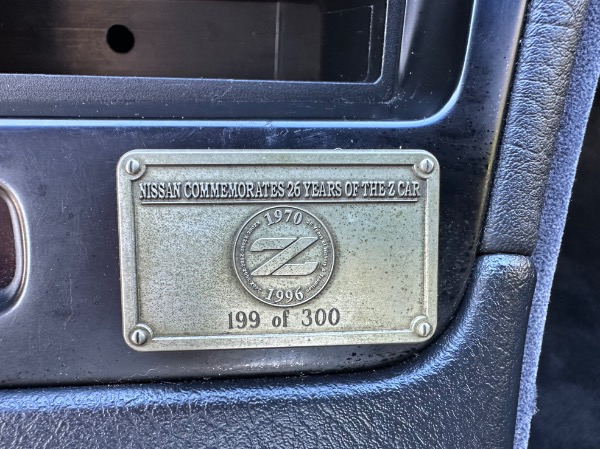 NISSAN COMMEMORATES 26 YEARS OF THE Z CAR
1970
Z
1996
199 of 300